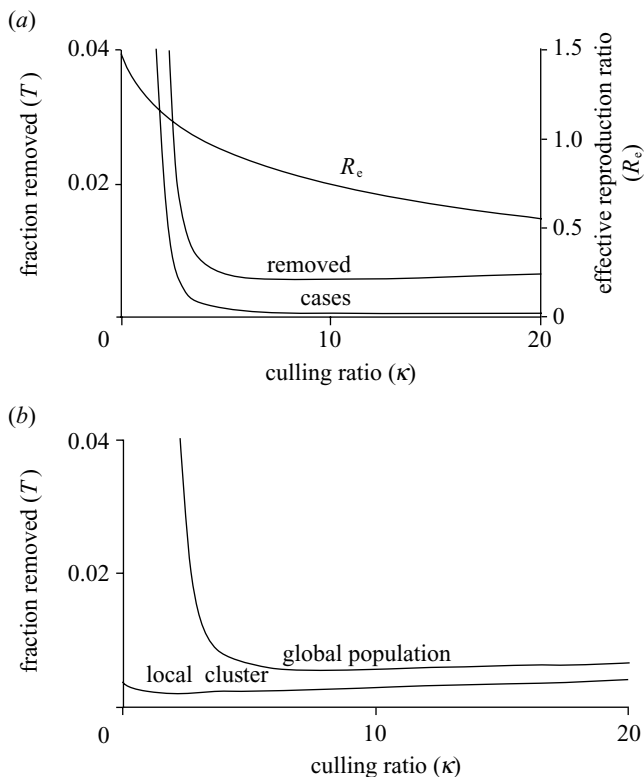 (a)
0.04
0.02
0
10
20
1.5
1.0
0.5
0
fraction removed (T)
effective reproduction ratio
(Rₑ)
Rₑ
removed
cases
culling ratio (κ)
(b)
0.04
0.02
0
10
20
fraction removed (T)
global population
local cluster
culling ratio (κ)